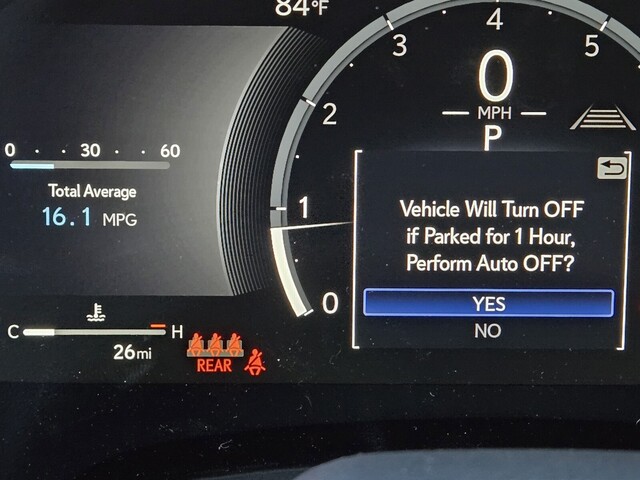 84°F
4
3
5
0
2
MPH
P
0 30 60
Total Average
16.1 MPG
1
0
Vehicle Will Turn OFF
if Parked for 1 Hour,
Perform Auto OFF?
YES
NO
C H
26mi
REAR